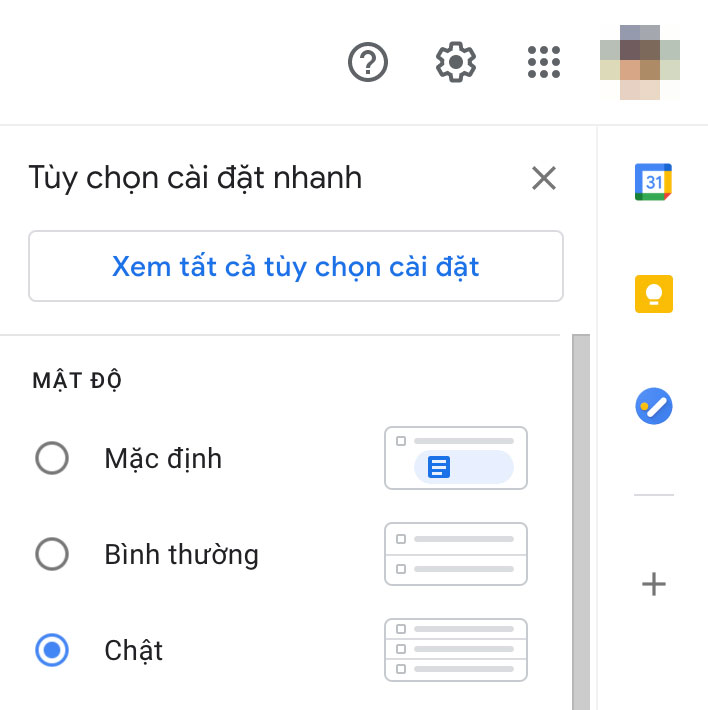 Tùy chọn cài đặt nhanh
31
Xem tất cả tùy chọn cài đặt
MẬT ĐỘ
Mặc định
Bình thường
Chật